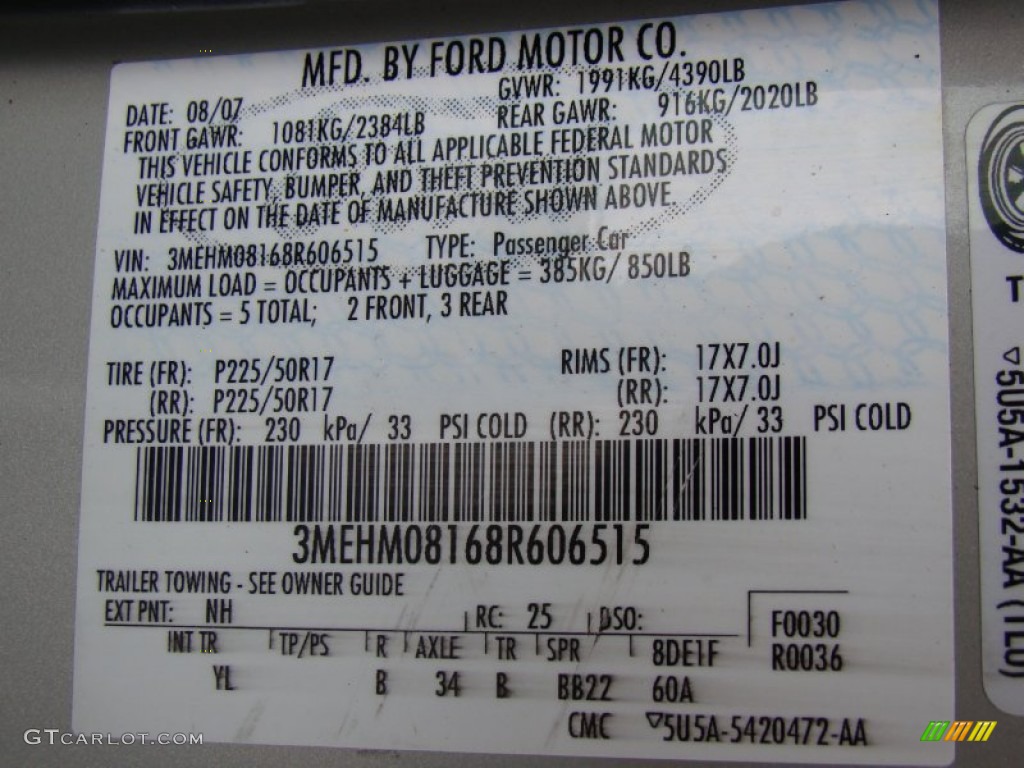 MFD. BY FORD MOTOR CO.
DATE: 08/07 GVWR: 1991KG/4390LB
FRONT GAWR: 1081KG/2384LB REAR GAWR: 916KG/2020LB
THIS VEHICLE CONFORMS TO ALL APPLICABLE FEDERAL MOTOR
VEHICLE SAFETY, BUMPER, AND THEFT PREVENTION STANDARDS
IN EFFECT ON THE DATE OF MANUFACTURE SHOWN ABOVE.
VIN: 3MEHM08168R606515 TYPE: Passenger Car
MAXIMUM LOAD = OCCUPANTS + LUGGAGE = 385KG/ 850LB
OCCUPANTS = 5 TOTAL; 2 FRONT, 3 REAR
TIRE (FR): P225/50R17 RIMS (FR): 17X7.0J
(RR): P225/50R17 (RR): 17X7.0J
PRESSURE (FR): 230 kPa/ 33 PSI COLD (RR): 230 kPa/ 33 PSI COLD
3MEHM08168R606515
TRAILER TOWING - SEE OWNER GUIDE
EXT PNT: NH RC: 25 DSO: F0030
INT TR TP/PS R AXLE TR SPR 8DE1F R0036
YL B 34 B BB22 60A
CMC 5U5A-5420472-AA
T
5U5A-1532-AA (TLU)
GTCARLOT.COM